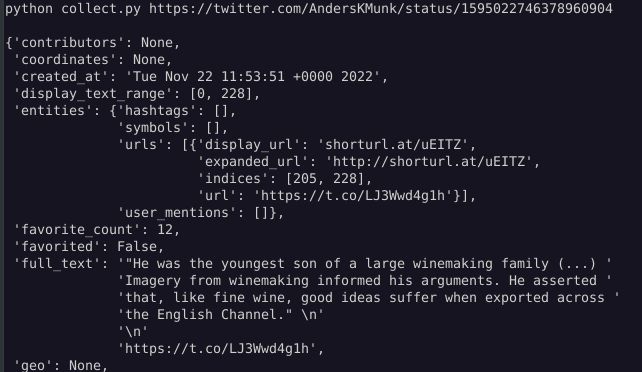 python collect.py https://twitter.com/AndersKMunk/status/1595022746378960904

{'contributors': None,
 'coordinates': None,
 'created_at': 'Tue Nov 22 11:53:51 +0000 2022',
 'display_text_range': [0, 228],
 'entities': {'hashtags': [],
              'symbols': [],
              'urls': [{'display_url': 'shorturl.at/uEITZ',
                        'expanded_url': 'http://shorturl.at/uEITZ',
                        'indices': [205, 228],
                        'url': 'https://t.co/LJ3Wwd4g1h'}],
              'user_mentions': []},
 'favorite_count': 12,
 'favorited': False,
 'full_text': '"He was the youngest son of a large winemaking family (...) '
              'Imagery from winemaking informed his arguments. He asserted '
              'that, like fine wine, good ideas suffer when exported across '
              'the English Channel." \n'
              '\n'
              'https://t.co/LJ3Wwd4g1h',
 'geo': None,